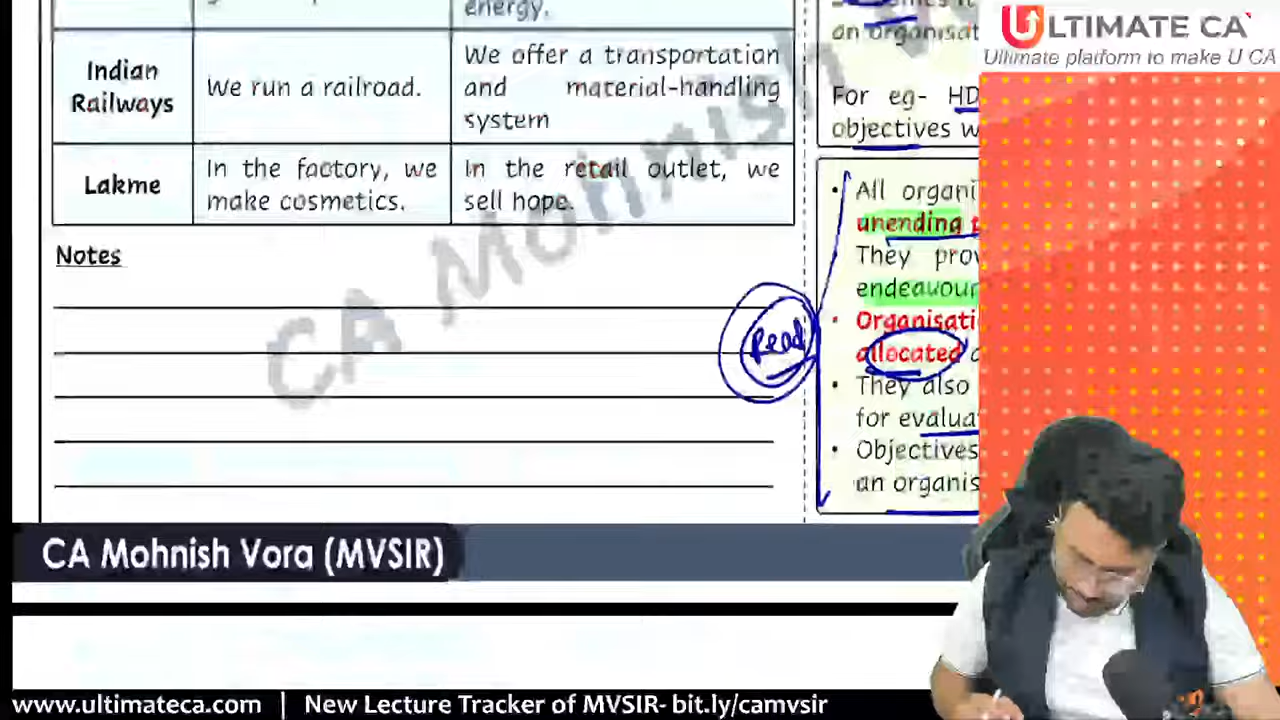 energy.
Indian
Railways
We run a railroad.
We offer a transportation
and material-handling
system
Lakme
In the factory, we
make cosmetics.
In the retail outlet, we
sell hope.
Notes
CA Mohnish
Read
an organisat
For eg- HD
objectives w
All organi
unending
They prov
endeavour
Organisati
allocated
They also
for evalua
Objectives
an organis
ULTIMATE CA
Ultimate platform to make U CA
CA Mohnish Vora (MVSIR)
www.ultimateca.com | New Lecture Tracker of MVSIR- bit.ly/camvsir